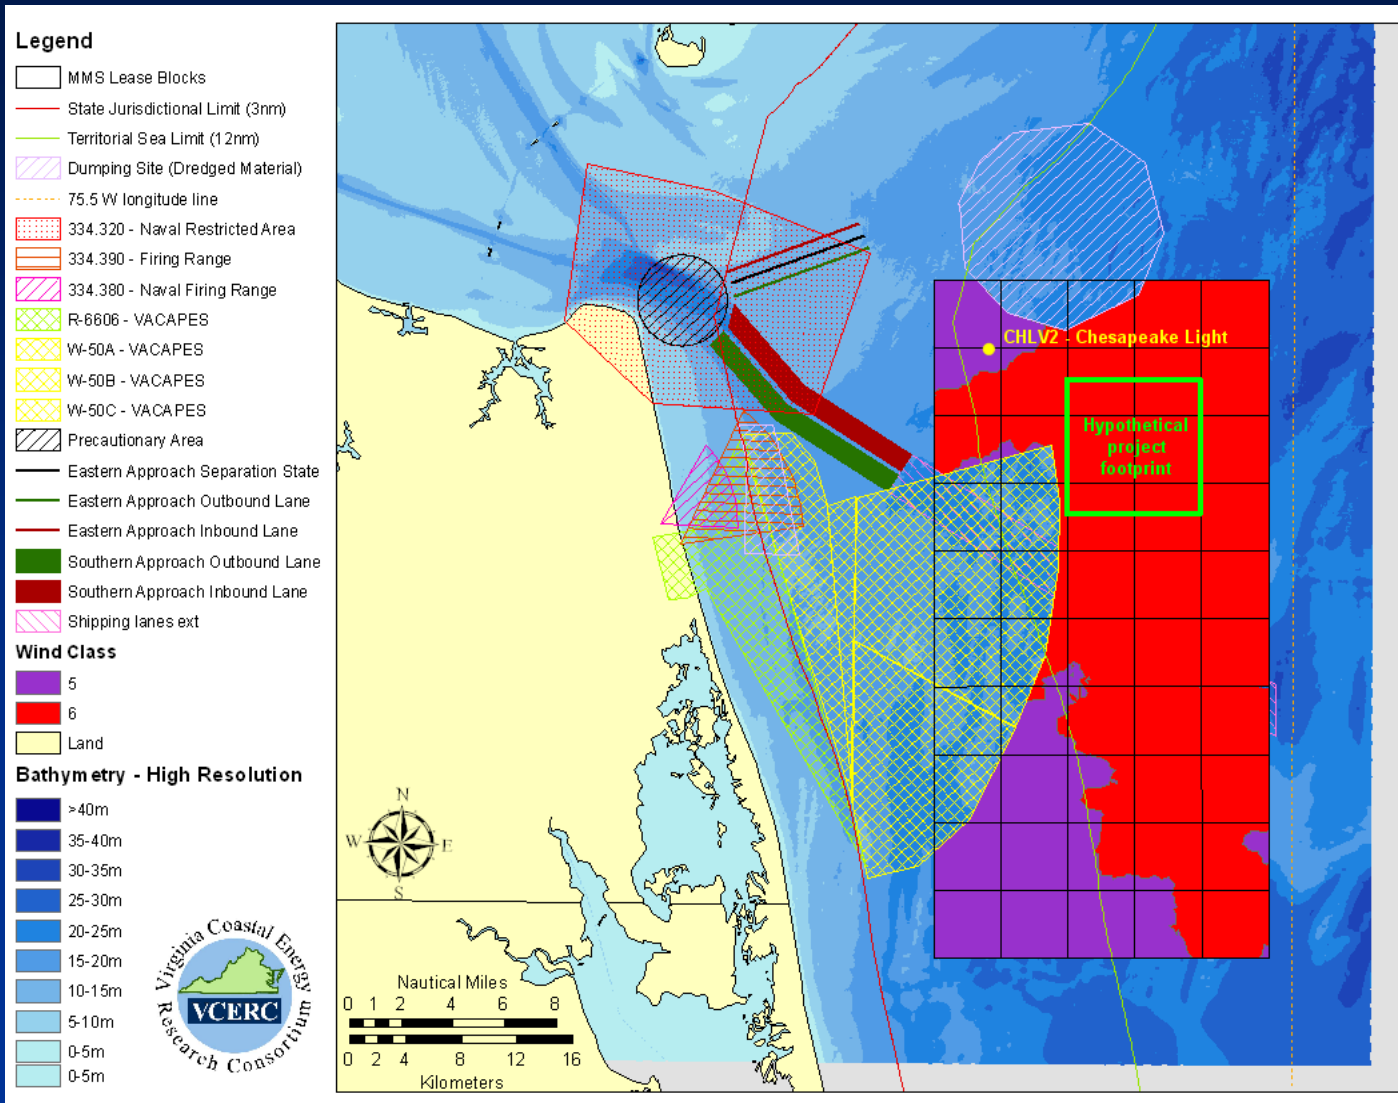 Legend
MMS Lease Blocks
State Jurisdictional Limit (3nm)
Territorial Sea Limit (12nm)
Dumping Site (Dredged Material)
75.5 W longitude line
334.320 - Naval Restricted Area
334.390 - Firing Range
334.380 - Naval Firing Range
R-6606 - VACAPES
W-50A - VACAPES
W-50B - VACAPES
W-50C - VACAPES
Precautionary Area
Eastern Approach Separation State
Eastern Approach Outbound Lane
Eastern Approach Inbound Lane
Southern Approach Outbound Lane
Southern Approach Inbound Lane
Shipping lanes ext
Wind Class
5
6
Land
Bathymetry - High Resolution
>40m
35-40m
30-35m
25-30m
20-25m
15-20m
10-15m
5-10m
0-5m
0-5m
Virginia Coastal Energy
VCERC
Research Consortium
N
W E
S
Nautical Miles
0 1 2 4 6 8
0 2 4 8 12 16
Kilometers
CHLV2 - Chesapeake Light
Hypothetical
project
footprint